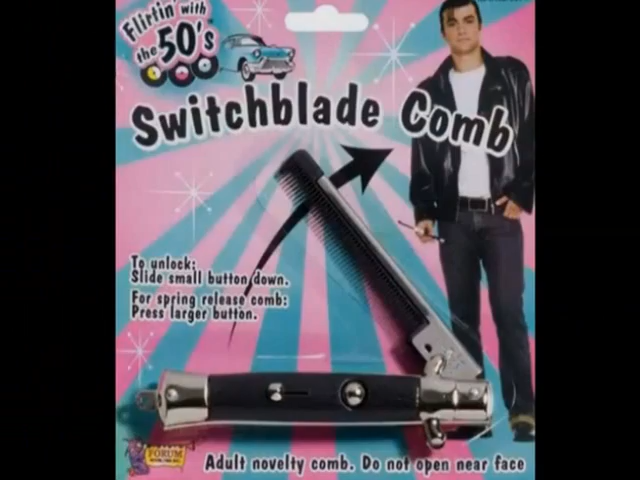 Flirtin' with
the 50's
Switchblade Comb
To unlock:
Slide small button down.
For spring release comb:
Press larger button.
FORUM
Adult novelty comb. Do not open near face